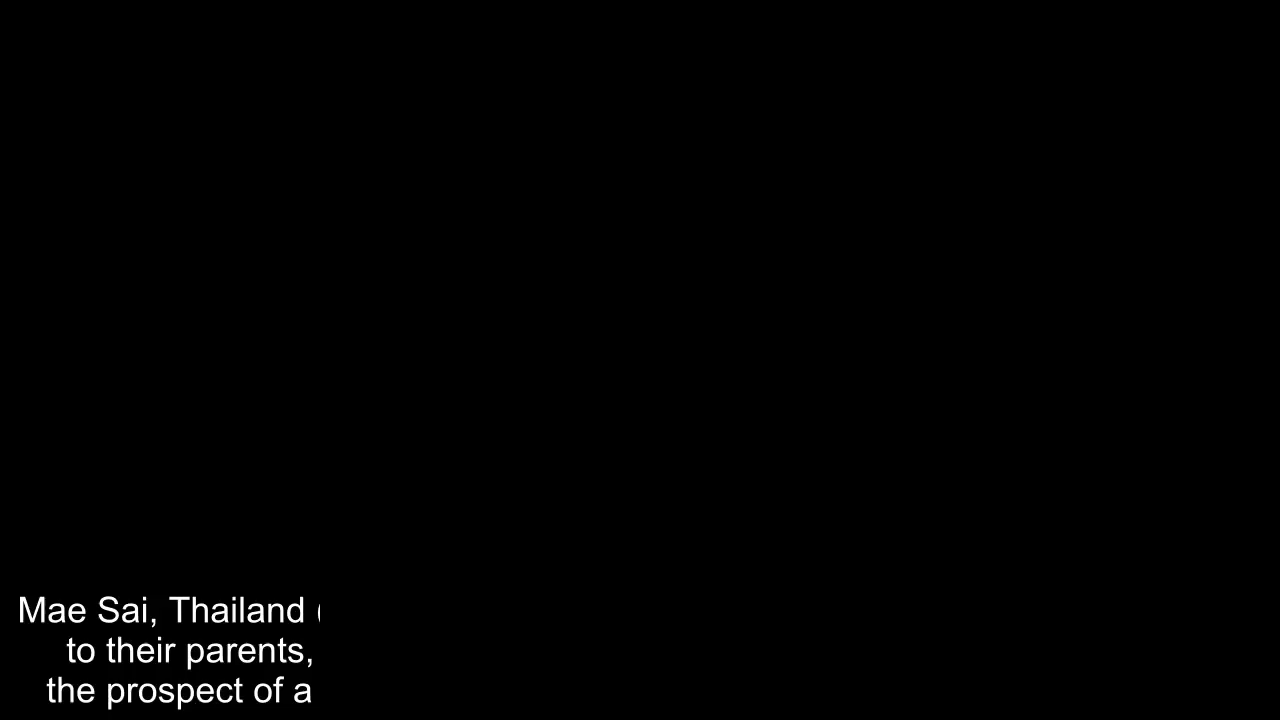 Mae Sai, Thailand (
to their parents,
the prospect of a